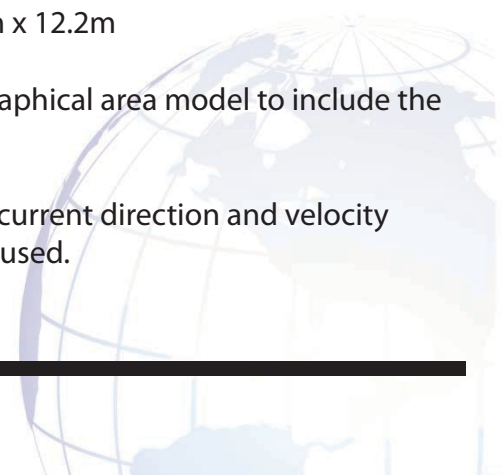 x 12.2m
aphical area model to include the
current direction and velocity
used.